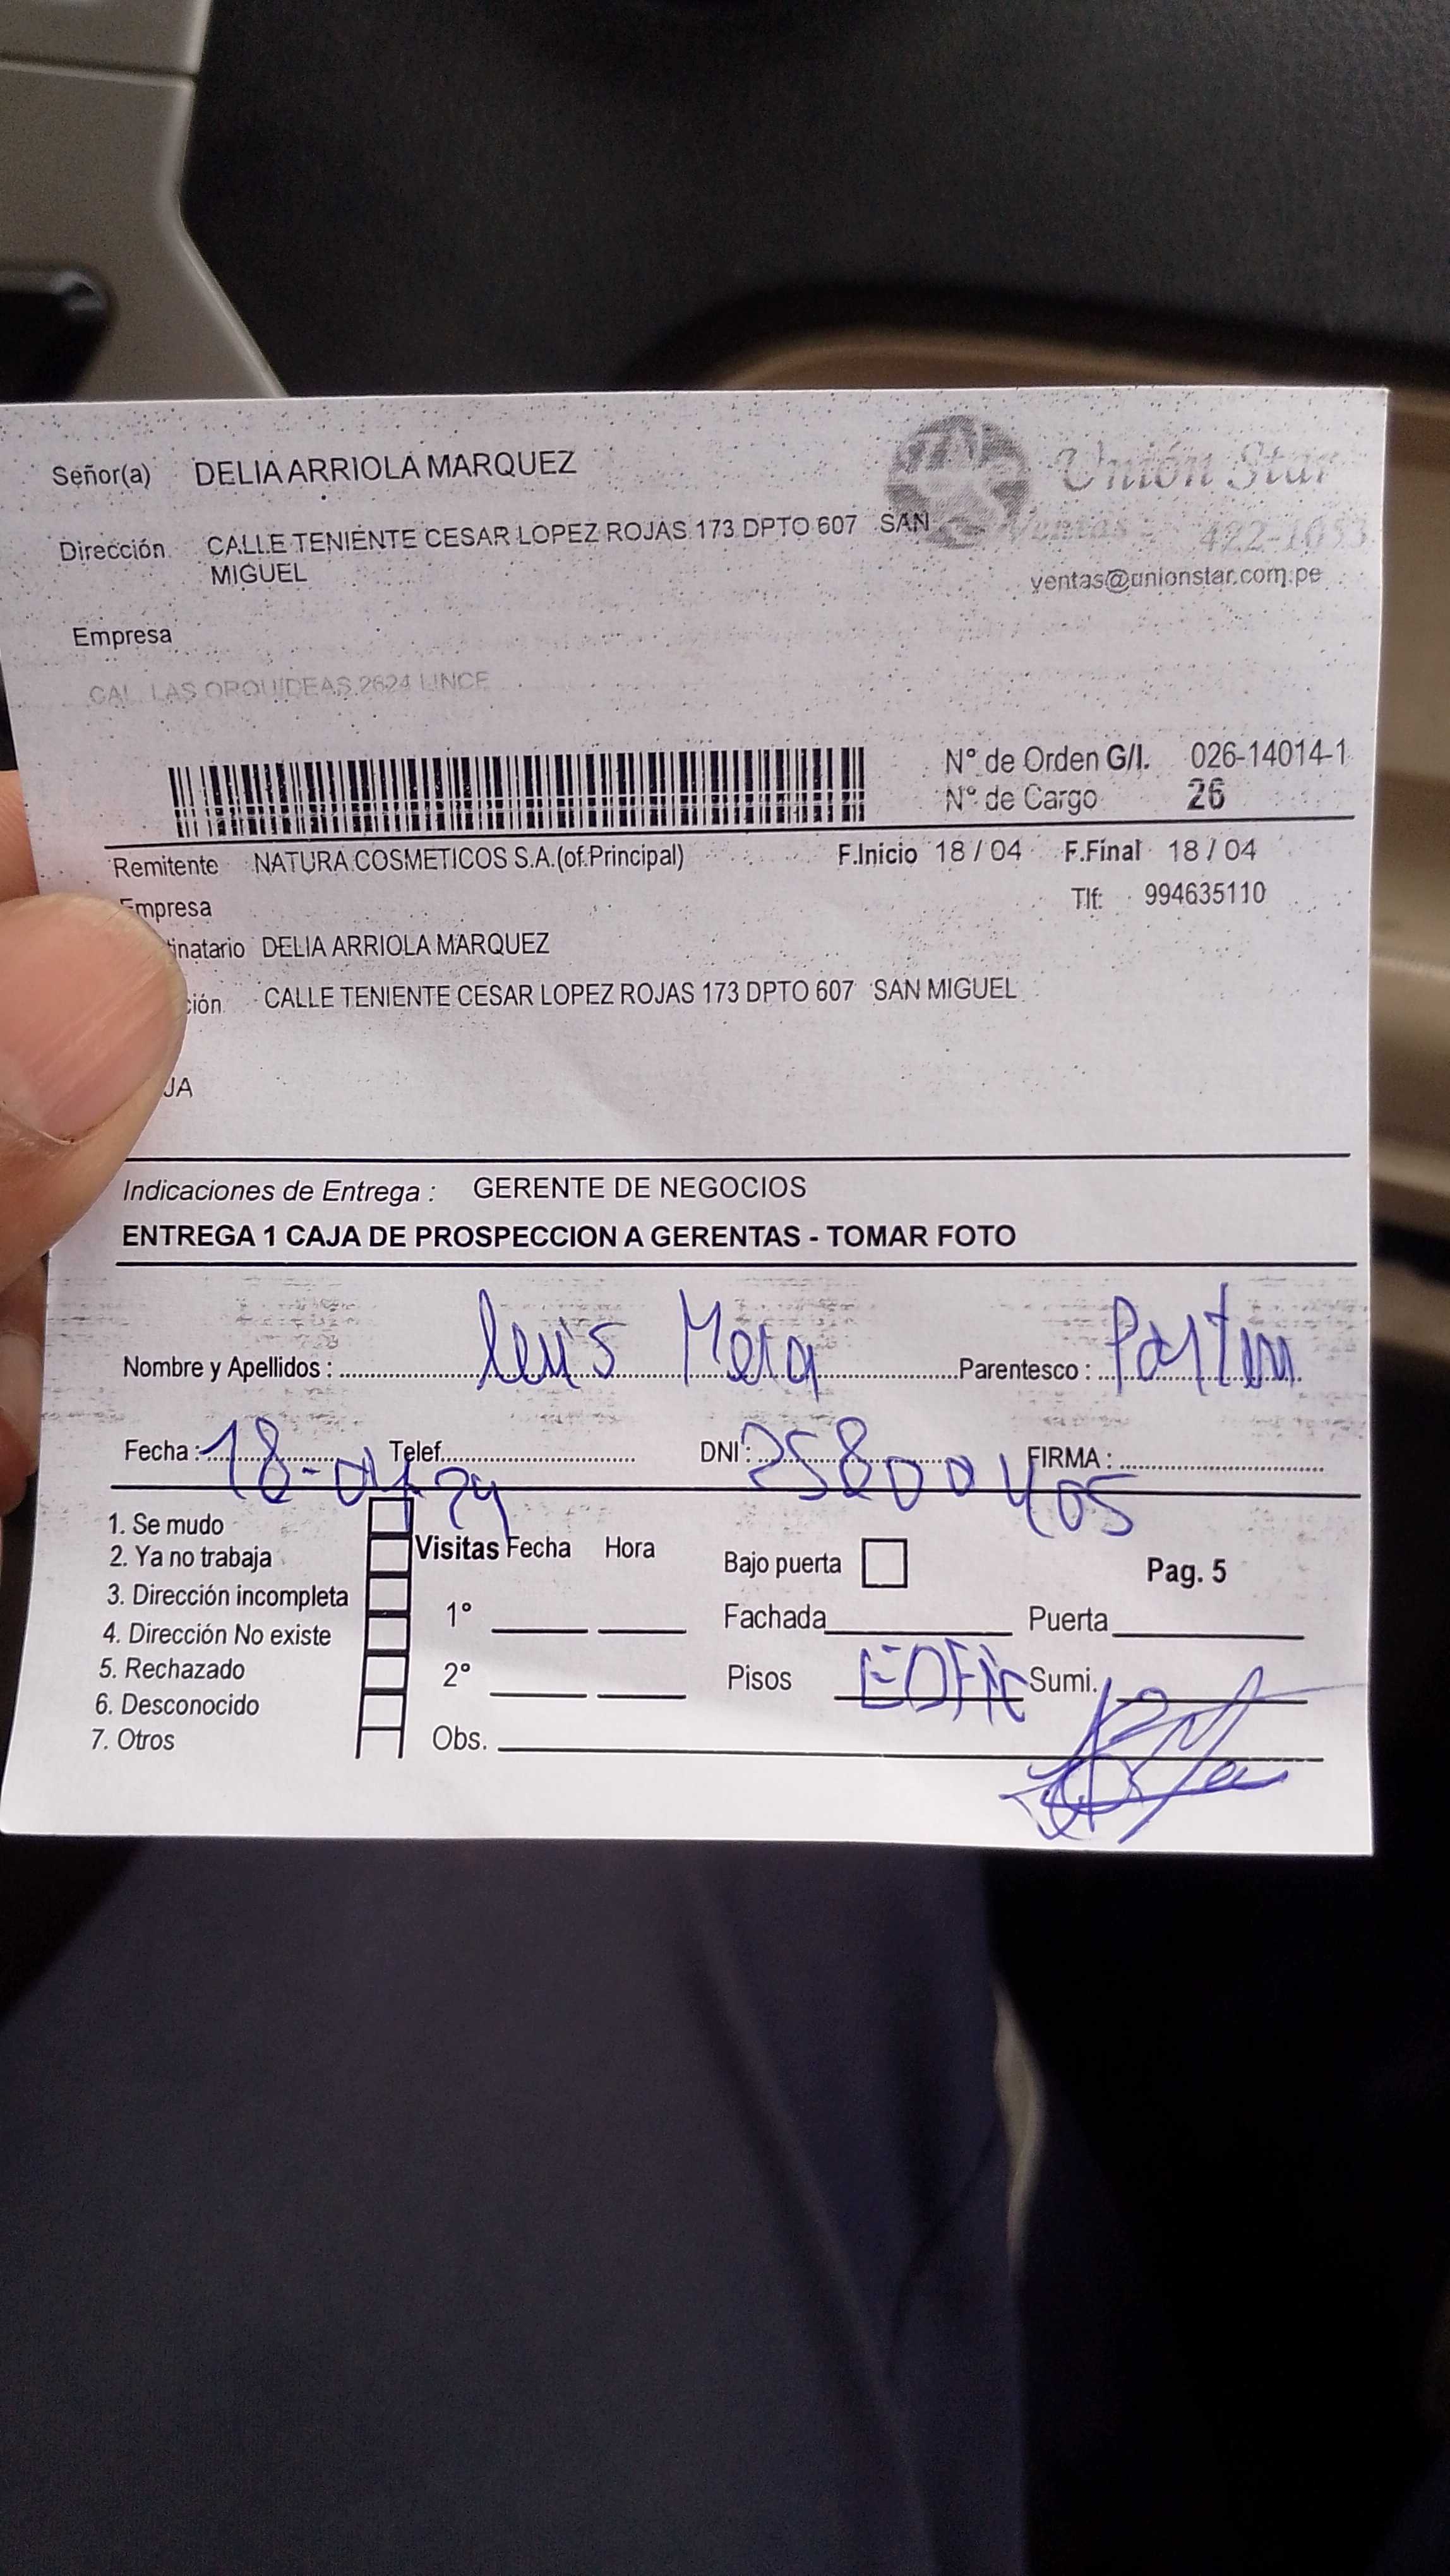 Señor(a) DELIA ARRIOLA MARQUEZ
Unión Star
Dirección. CALLE TENIENTE CESAR LOPEZ ROJAS 173 DPTO 607 SAN
MIGUEL
Ventas : 422-1033
ventas@unionstar.com.pe
Empresa
CAL. LAS ORQUIDEAS 2624 LINCE
N° de Orden G/I. 026-14014-1
N° de Cargo 26
Remitente NATURA COSMETICOS S.A.(of.Principal) F.Inicio 18 / 04 F.Final 18 / 04
Empresa Tlf: 994635110
tinatario DELIA ARRIOLA MARQUEZ
ción CALLE TENIENTE CESAR LOPEZ ROJAS 173 DPTO 607 SAN MIGUEL
JA
Indicaciones de Entrega : GERENTE DE NEGOCIOS
ENTREGA 1 CAJA DE PROSPECCION A GERENTAS - TOMAR FOTO
Nombre y Apellidos : Luis Mera Parentesco :
Fecha : 18-04-24 Telef. DNI : 25800405 FIRMA :
1. Se mudo
2. Ya no trabaja
3. Dirección incompleta
4. Dirección No existe
5. Rechazado
6. Desconocido
7. Otros
Visitas Fecha Hora
1°
2°
Obs.
Bajo puerta
Pag. 5
Fachada Puerta
Pisos EDFIC Sumi.